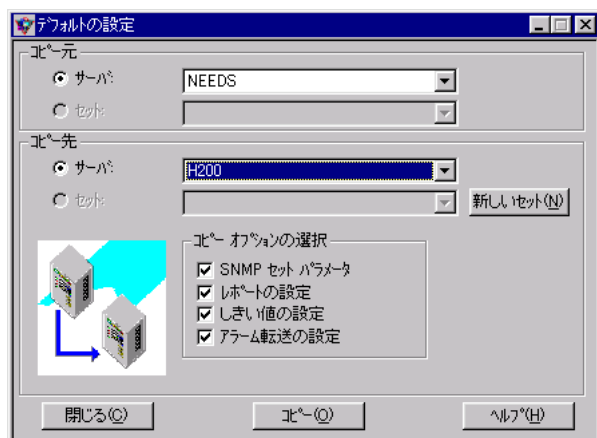 ﾃﾞﾌｫﾙﾄの設定
ｺﾋﾟｰ元
ｻｰﾊﾞ:
NEEDS
ｾｯﾄ:
ｺﾋﾟｰ先
ｻｰﾊﾞ:
H200
ｾｯﾄ:
新しいｾｯﾄ(N)
ｺﾋﾟｰ ｵﾌﾟｼｮﾝの選択
SNMP ｾｯﾄ ﾊﾟﾗﾒｰﾀ
ﾚﾎﾟｰﾄの設定
しきい値の設定
ｱﾗｰﾑ転送の設定
閉じる(C)
ｺﾋﾟｰ(O)
ﾍﾙﾌﾟ(H)